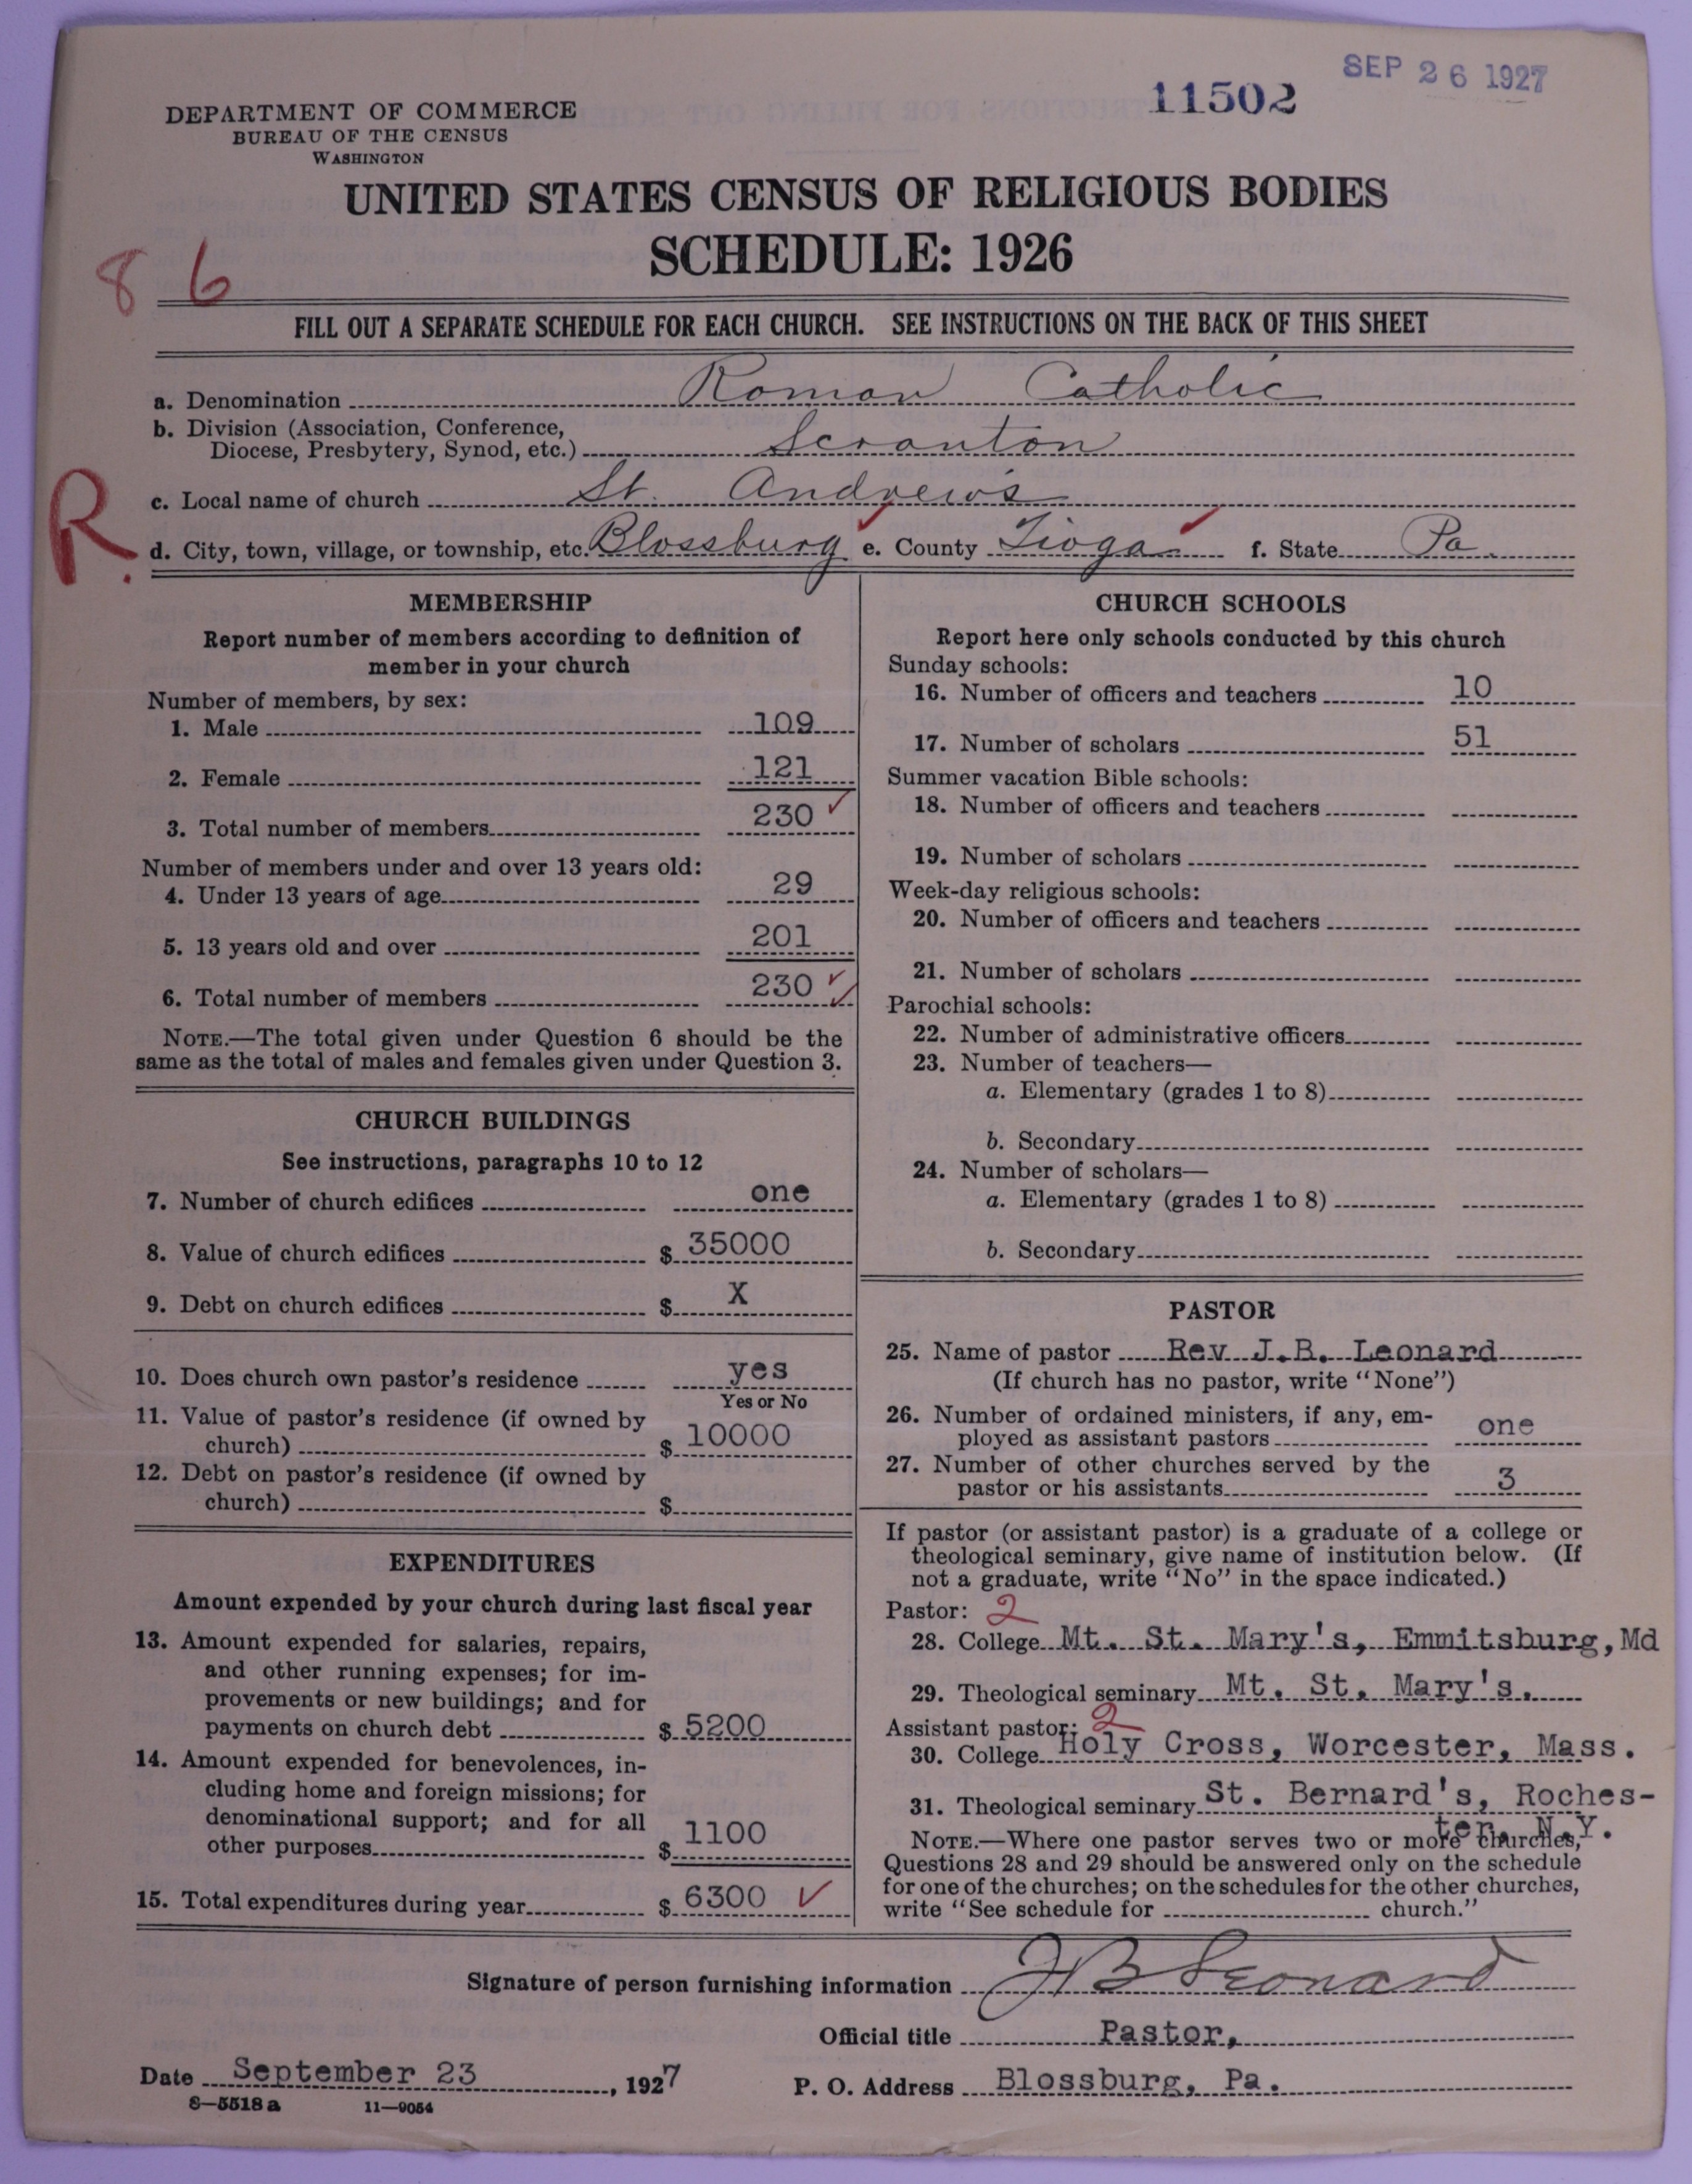 SEP 26 1927
11502
DEPARTMENT OF COMMERCE
BUREAU OF THE CENSUS
WASHINGTON
UNITED STATES CENSUS OF RELIGIOUS BODIES
SCHEDULE: 1926
8 6
FILL OUT A SEPARATE SCHEDULE FOR EACH CHURCH. SEE INSTRUCTIONS ON THE BACK OF THIS SHEET
a. Denomination Roman Catholic
b. Division (Association, Conference,
Diocese, Presbytery, Synod, etc.) Scranton
c. Local name of church St. Andrew's
R.
d. City, town, village, or township, etc. Blossburg e. County Tioga f. State Pa.
MEMBERSHIP
Report number of members according to definition of
member in your church
Number of members, by sex:
1. Male 109
2. Female 121
3. Total number of members 230 ✓
Number of members under and over 13 years old:
4. Under 13 years of age 29
5. 13 years old and over 201
6. Total number of members 230 ✓
NOTE.—The total given under Question 6 should be the
same as the total of males and females given under Question 3.
CHURCH BUILDINGS
See instructions, paragraphs 10 to 12
7. Number of church edifices one
8. Value of church edifices $ 35000
9. Debt on church edifices $ X
10. Does church own pastor's residence yes
Yes or No
11. Value of pastor's residence (if owned by
church) $ 10000
12. Debt on pastor's residence (if owned by
church) $
EXPENDITURES
Amount expended by your church during last fiscal year
13. Amount expended for salaries, repairs,
and other running expenses; for im-
provements or new buildings; and for
payments on church debt $ 5200
14. Amount expended for benevolences, in-
cluding home and foreign missions; for
denominational support; and for all
other purposes $ 1100
15. Total expenditures during year $ 6300 ✓
CHURCH SCHOOLS
Report here only schools conducted by this church
Sunday schools:
16. Number of officers and teachers 10
17. Number of scholars 51
Summer vacation Bible schools:
18. Number of officers and teachers
19. Number of scholars
Week-day religious schools:
20. Number of officers and teachers
21. Number of scholars
Parochial schools:
22. Number of administrative officers
23. Number of teachers—
a. Elementary (grades 1 to 8)
b. Secondary
24. Number of scholars—
a. Elementary (grades 1 to 8)
b. Secondary
PASTOR
25. Name of pastor Rev. J.B. Leonard
(If church has no pastor, write "None")
26. Number of ordained ministers, if any, em-
ployed as assistant pastors one
27. Number of other churches served by the
pastor or his assistants 3
If pastor (or assistant pastor) is a graduate of a college or
theological seminary, give name of institution below. (If
not a graduate, write "No" in the space indicated.)
Pastor: 2
28. College Mt. St. Mary's, Emmitsburg, Md
29. Theological seminary Mt. St. Mary's.
Assistant pastor: 2
30. College Holy Cross, Worcester, Mass.
31. Theological seminary St. Bernard's, Roches-
ter, N.Y.
NOTE.—Where one pastor serves two or more churches,
Questions 28 and 29 should be answered only on the schedule
for one of the churches; on the schedules for the other churches,
write "See schedule for church."
Signature of person furnishing information J B Leonard
Official title Pastor,
Date September 23, 1927
P. O. Address Blossburg, Pa.
8—5518 a 11—9054